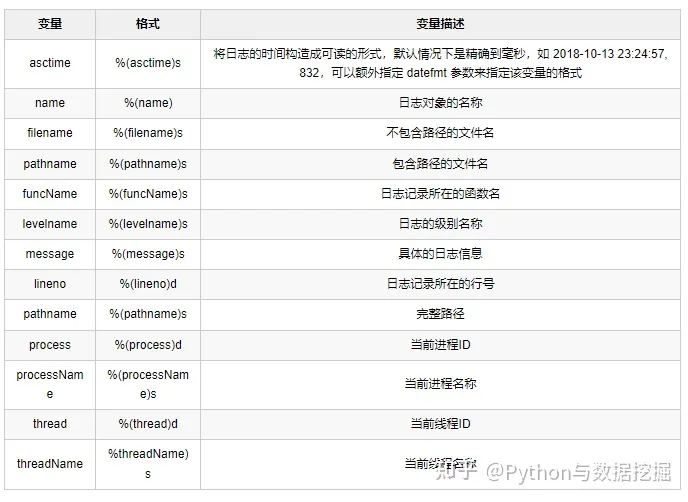 变量 格式 变量描述
将日志的时间构造成可读的形式，默认情况下是精确到毫秒，如 2018-10-13 23:24:57,
asctime %(asctime)s
832，可以额外指定 datefmt 参数来指定该变量的格式
name %(name) 日志对象的名称
filename %(filename)s 不包含路径的文件名
pathname %(pathname)s 包含路径的文件名
funcName %(funcName)s 日志记录所在的函数名
levelname %(levelname)s 日志的级别名称
message %(message)s 具体的日志信息
lineno %(lineno)d 日志记录所在的行号
pathname %(pathname)s 完整路径
process %(process)d 当前进程ID
processNam %(processNam
当前进程名称
e e)s
thread %(thread)d 当前线程ID
%threadName)
threadName 当前线程名称
s
知乎 @Python与数据挖掘